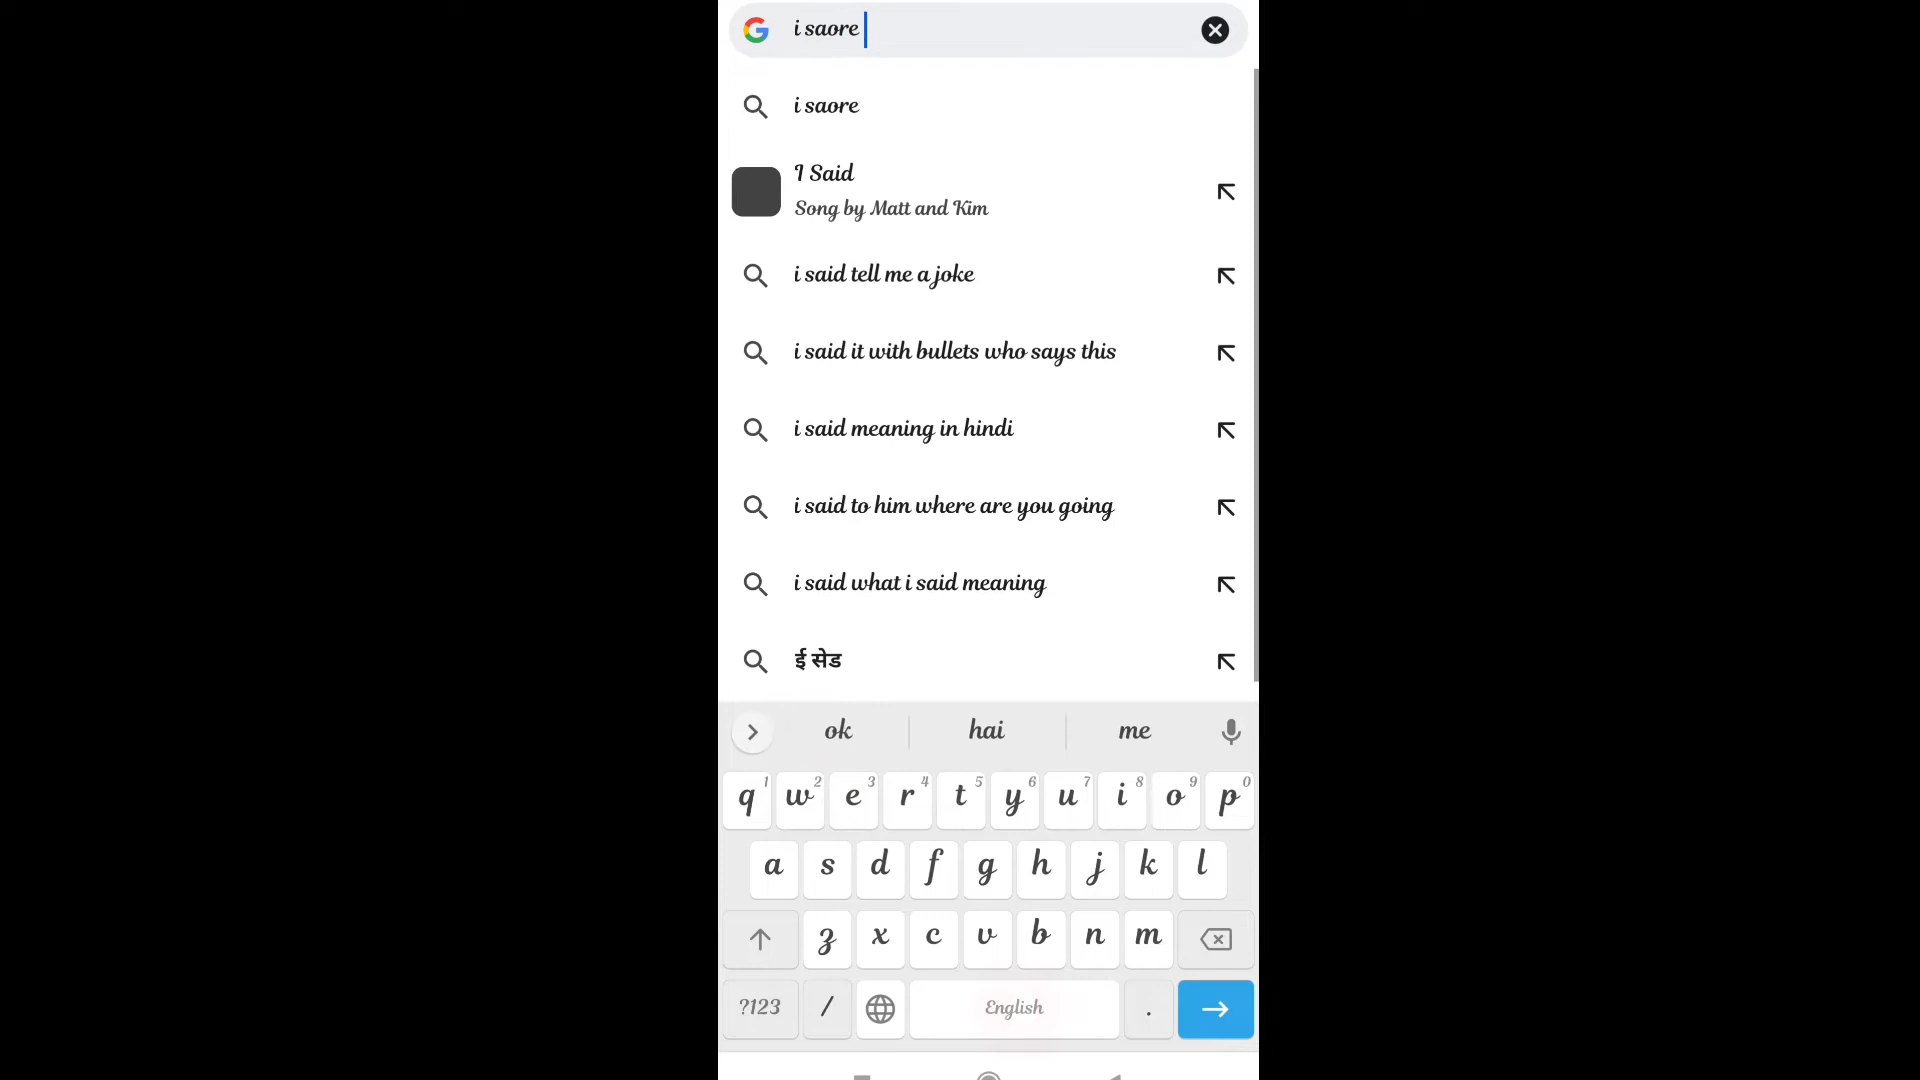 i saore
i saore
I Said
Song by Matt and Kim
i said tell me a joke
i said it with bullets who says this
i said meaning in hindi
i said to him where are you going
i said what i said meaning
ई सेड
ok hai me
q 1 w 2 e 3 r 4 t 5 y 6 u 7 i 8 o 9 p 0
a s d f g h j k l
z x c v b n m
?123 / English .